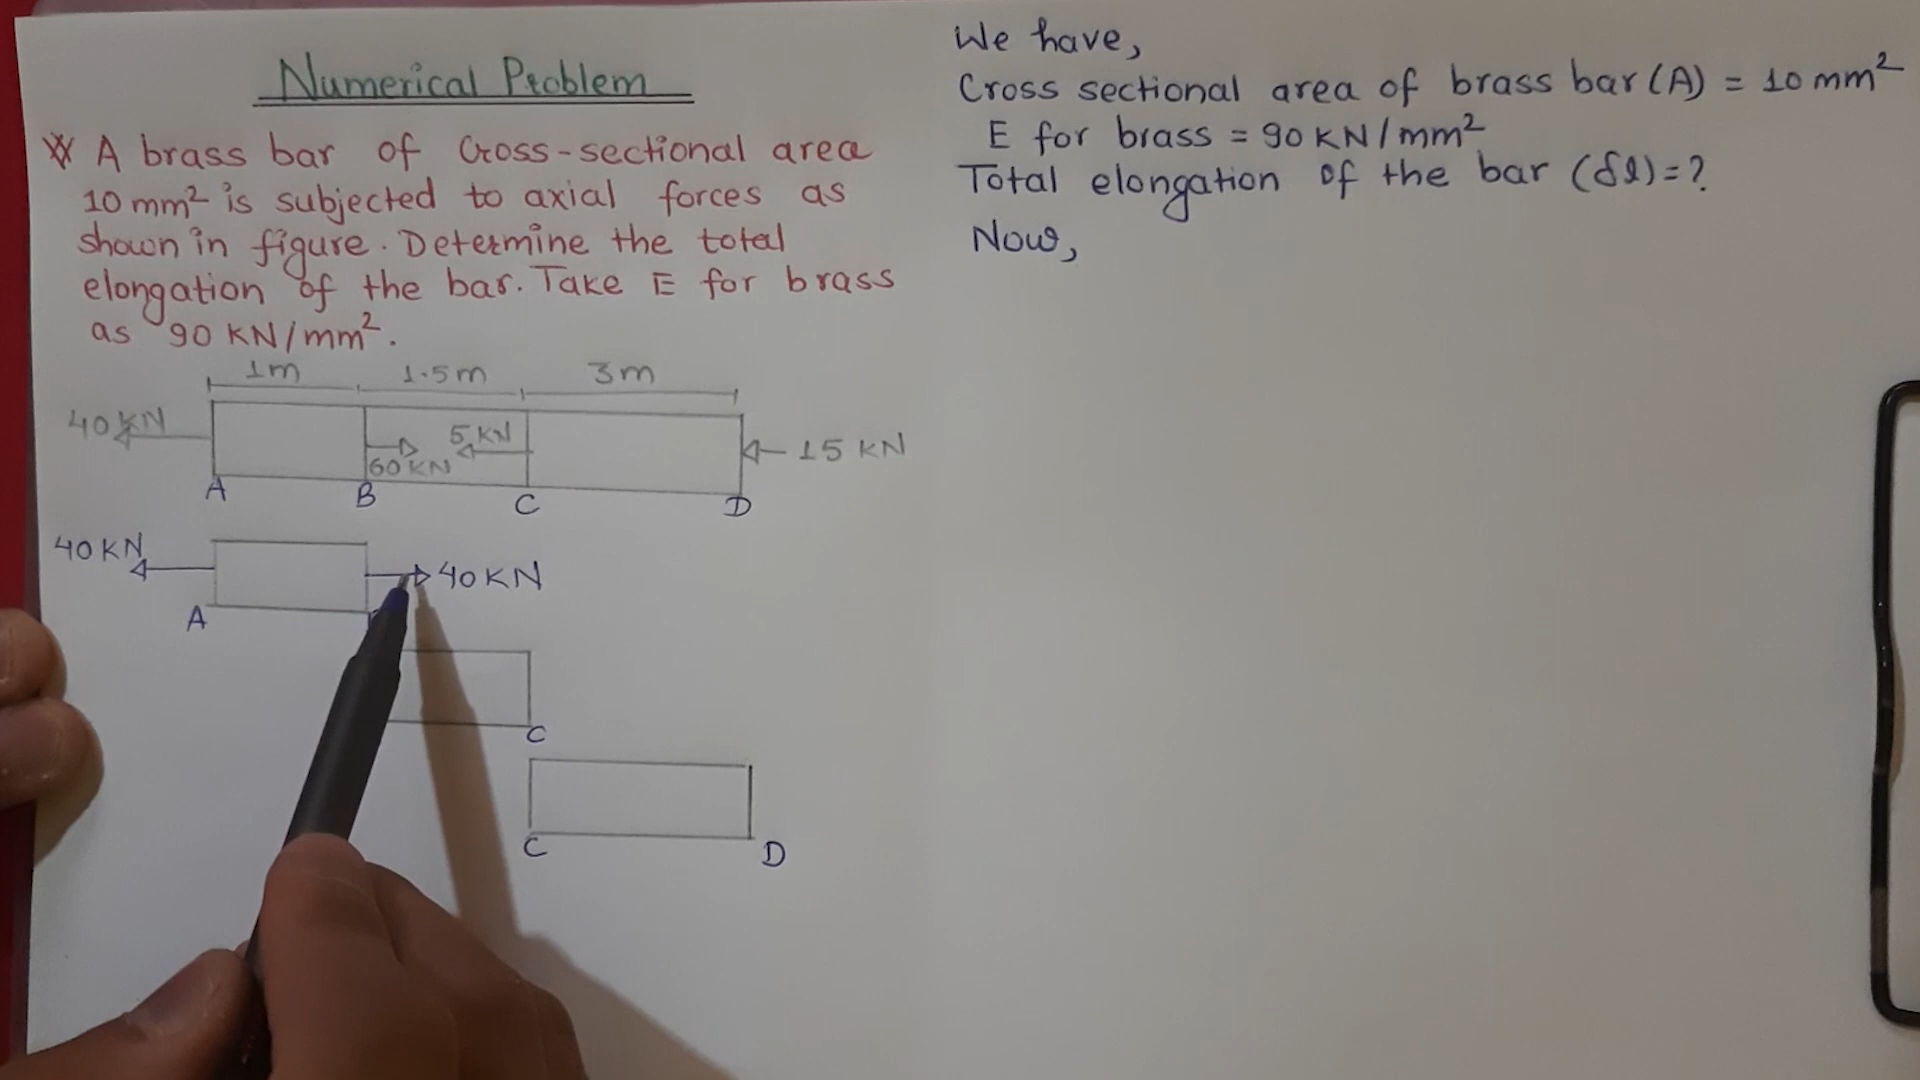 Numerical Problem
A brass bar of cross-sectional area
10 mm² is subjected to axial forces as
shown in figure. Determine the total
elongation of the bar. Take E for brass
as 90 KN/mm².
1m 1.5m 3m
40 KN 5 KN 15 KN
60 KN
A B C D
40 KN 40 KN
A
C
C D
We have,
Cross sectional area of brass bar (A) = 10 mm²
E for brass = 90 KN/mm²
Total elongation of the bar (δl)=?
Now,